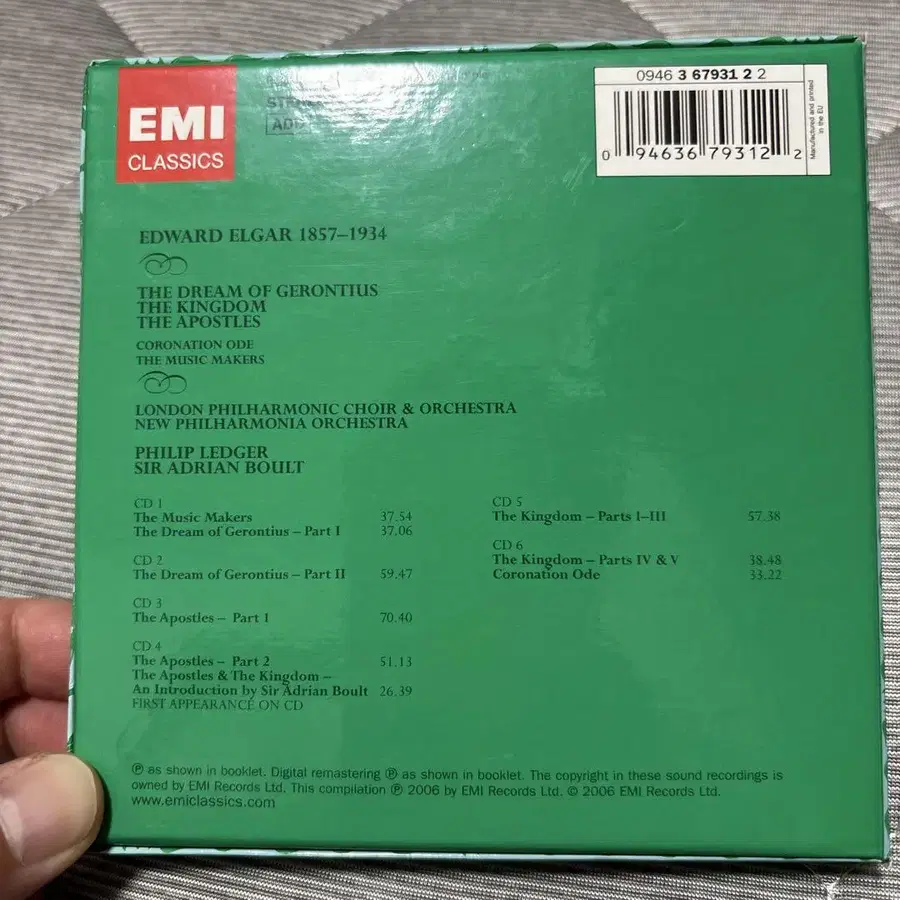 EMI
CLASSICS
0946 3 67931 2 2
0 94636 79312 2
Manufactured and printed
in the EU
EDWARD ELGAR 1857–1934
THE DREAM OF GERONTIUS
THE KINGDOM
THE APOSTLES
CORONATION ODE
THE MUSIC MAKERS
LONDON PHILHARMONIC CHOIR & ORCHESTRA
NEW PHILHARMONIA ORCHESTRA
PHILIP LEDGER
SIR ADRIAN BOULT
CD 1
The Music Makers 37.54
The Dream of Gerontius – Part I 37.06
CD 2
The Dream of Gerontius – Part II 59.47
CD 3
The Apostles – Part 1 70.40
CD 4
The Apostles – Part 2 51.13
The Apostles & The Kingdom –
An Introduction by Sir Adrian Boult 26.39
FIRST APPEARANCE ON CD
CD 5
The Kingdom – Parts I–III 57.38
CD 6
The Kingdom – Parts IV & V 38.48
Coronation Ode 33.22
℗ as shown in booklet. Digital remastering ℗ as shown in booklet. The copyright in these sound recordings is
owned by EMI Records Ltd. This compilation ℗ 2006 by EMI Records Ltd. © 2006 EMI Records Ltd.
www.emiclassics.com